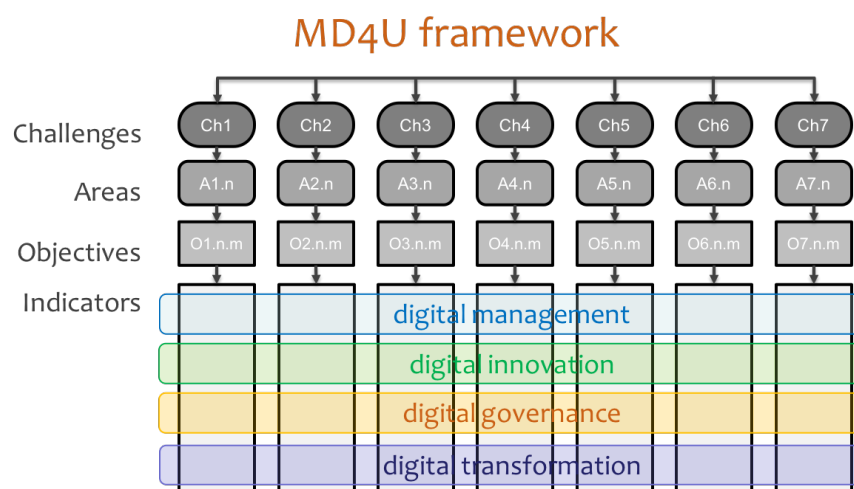 MD4U framework
Challenges Ch1 Ch2 Ch3 Ch4 Ch5 Ch6 Ch7
Areas A1.n A2.n A3.n A4.n A5.n A6.n A7.n
Objectives O1.n.m O2.n.m O3.n.m O4.n.m O5.n.m O6.n.m O7.n.m
Indicators
digital management
digital innovation
digital governance
digital transformation